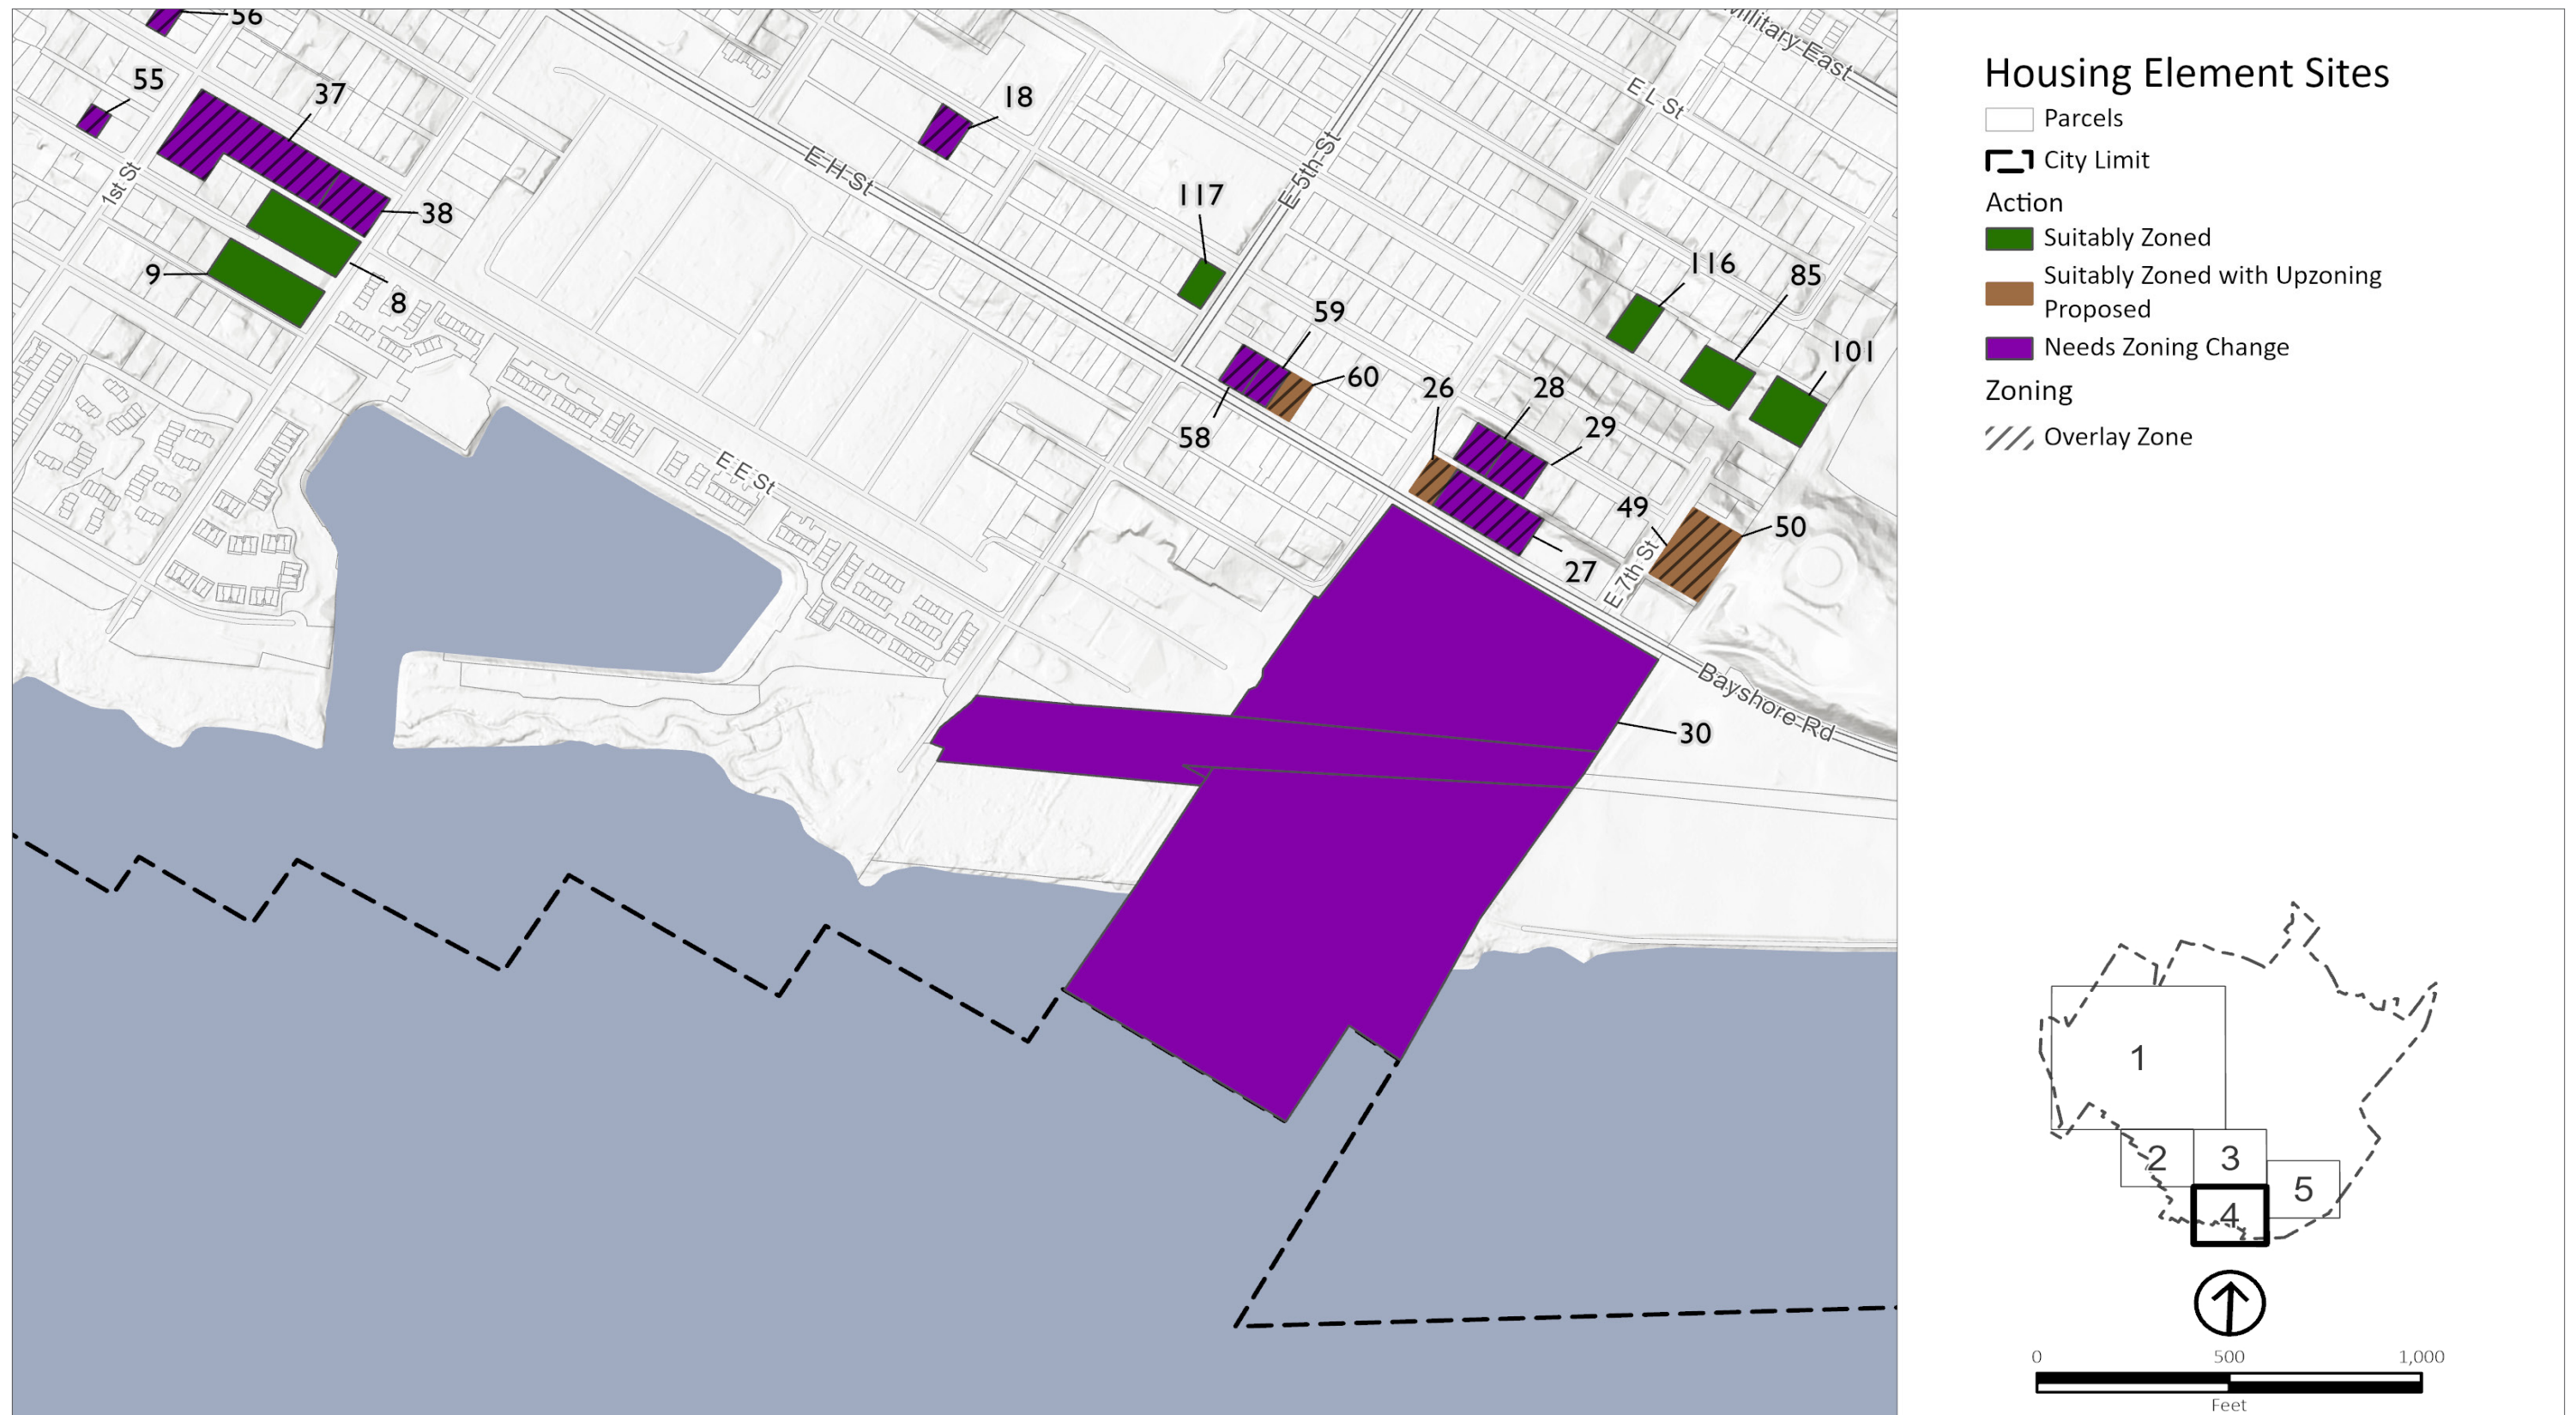 56
Military East
55
37
18
E L St
1st St
E H St
E 5th St
117
38
9
8
116
85
59
101
60
26
28
58
29
E E St
49
50
27
E 7th St
Bayshore Rd
30
Housing Element Sites
Parcels
City Limit
Action
Suitably Zoned
Suitably Zoned with Upzoning
Proposed
Needs Zoning Change
Zoning
Overlay Zone
1
2
3
5
4
0
500
1,000
Feet